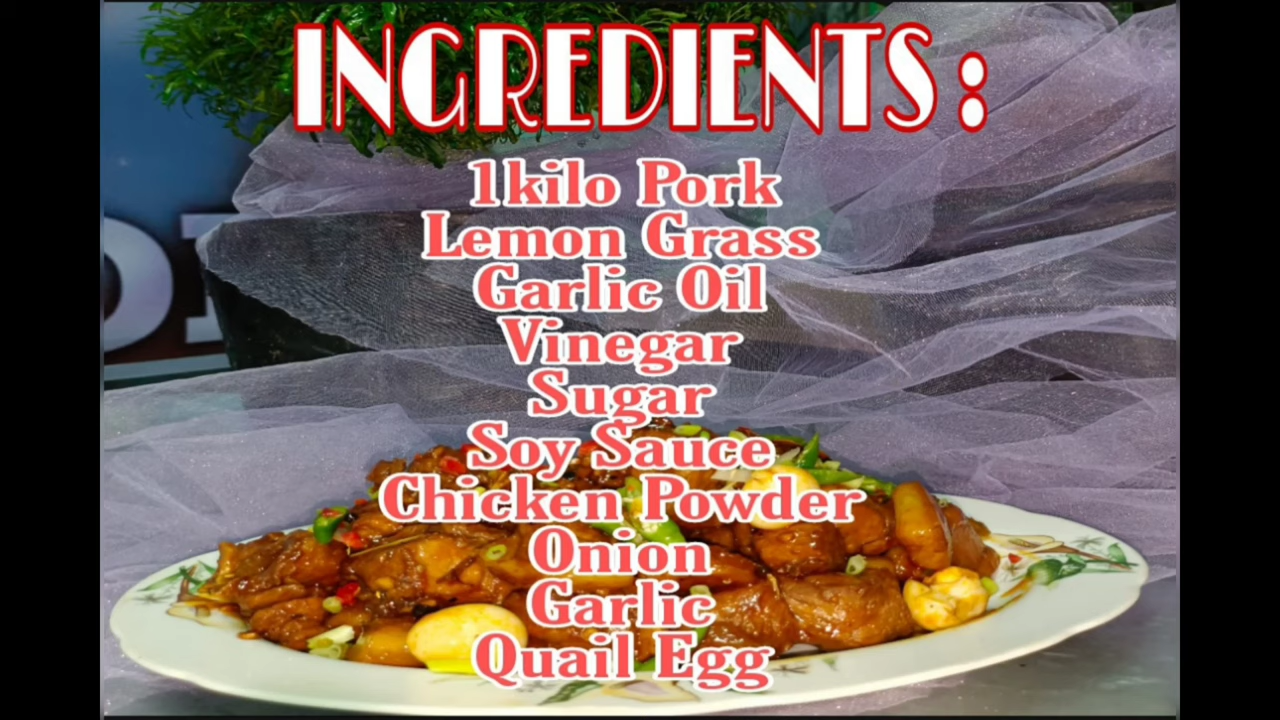 INGREDIENTS:
1kilo Pork
Lemon Grass
Garlic Oil
Vinegar
Sugar
Soy Sauce
Chicken Powder
Onion
Garlic
Quail Egg